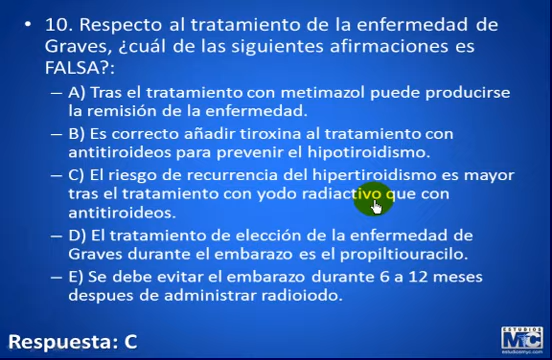 • 10. Respecto al tratamiento de la enfermedad de
Graves, ¿cuál de las siguientes afirmaciones es
FALSA?:
– A) Tras el tratamiento con metimazol puede producirse
la remisión de la enfermedad.
– B) Es correcto añadir tiroxina al tratamiento con
antitiroideos para prevenir el hipotiroidismo.
– C) El riesgo de recurrencia del hipertiroidismo es mayor
tras el tratamiento con yodo radiactivo que con
antitiroideos.
– D) El tratamiento de elección de la enfermedad de
Graves durante el embarazo es el propiltiouracilo.
– E) Se debe evitar el embarazo durante 6 a 12 meses
despues de administrar radioiodo.
Respuesta: C
ESTUDIOS
MyC
estudiosmyc.com